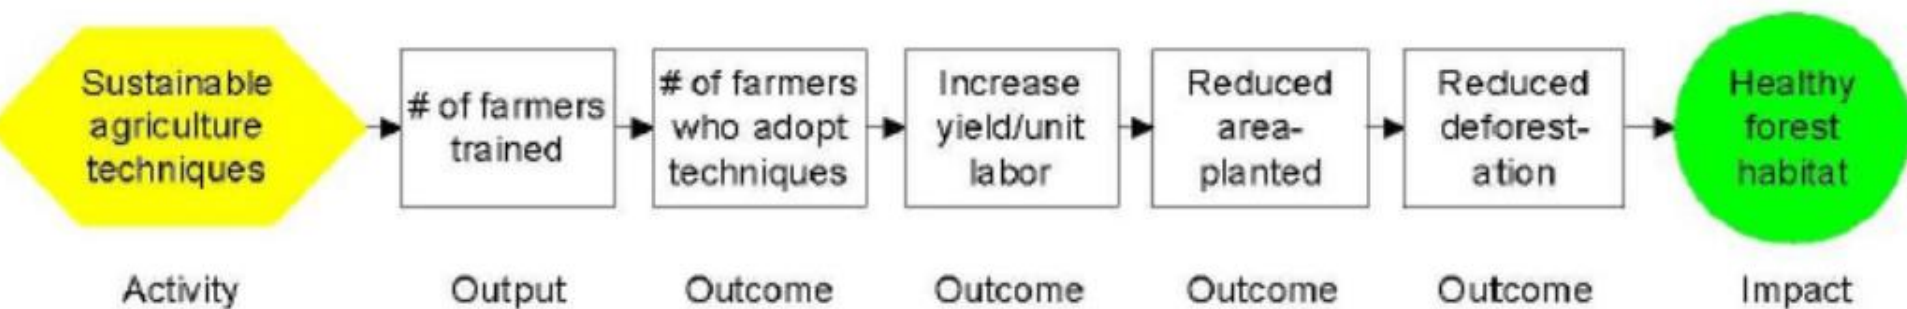 Sustainable
agriculture
techniques
# of farmers
trained
# of farmers
who adopt
techniques
Increase
yield/unit
labor
Reduced
area-
planted
Reduced
deforest-
ation
Healthy
forest
habitat
Activity
Output
Outcome
Outcome
Outcome
Outcome
Impact